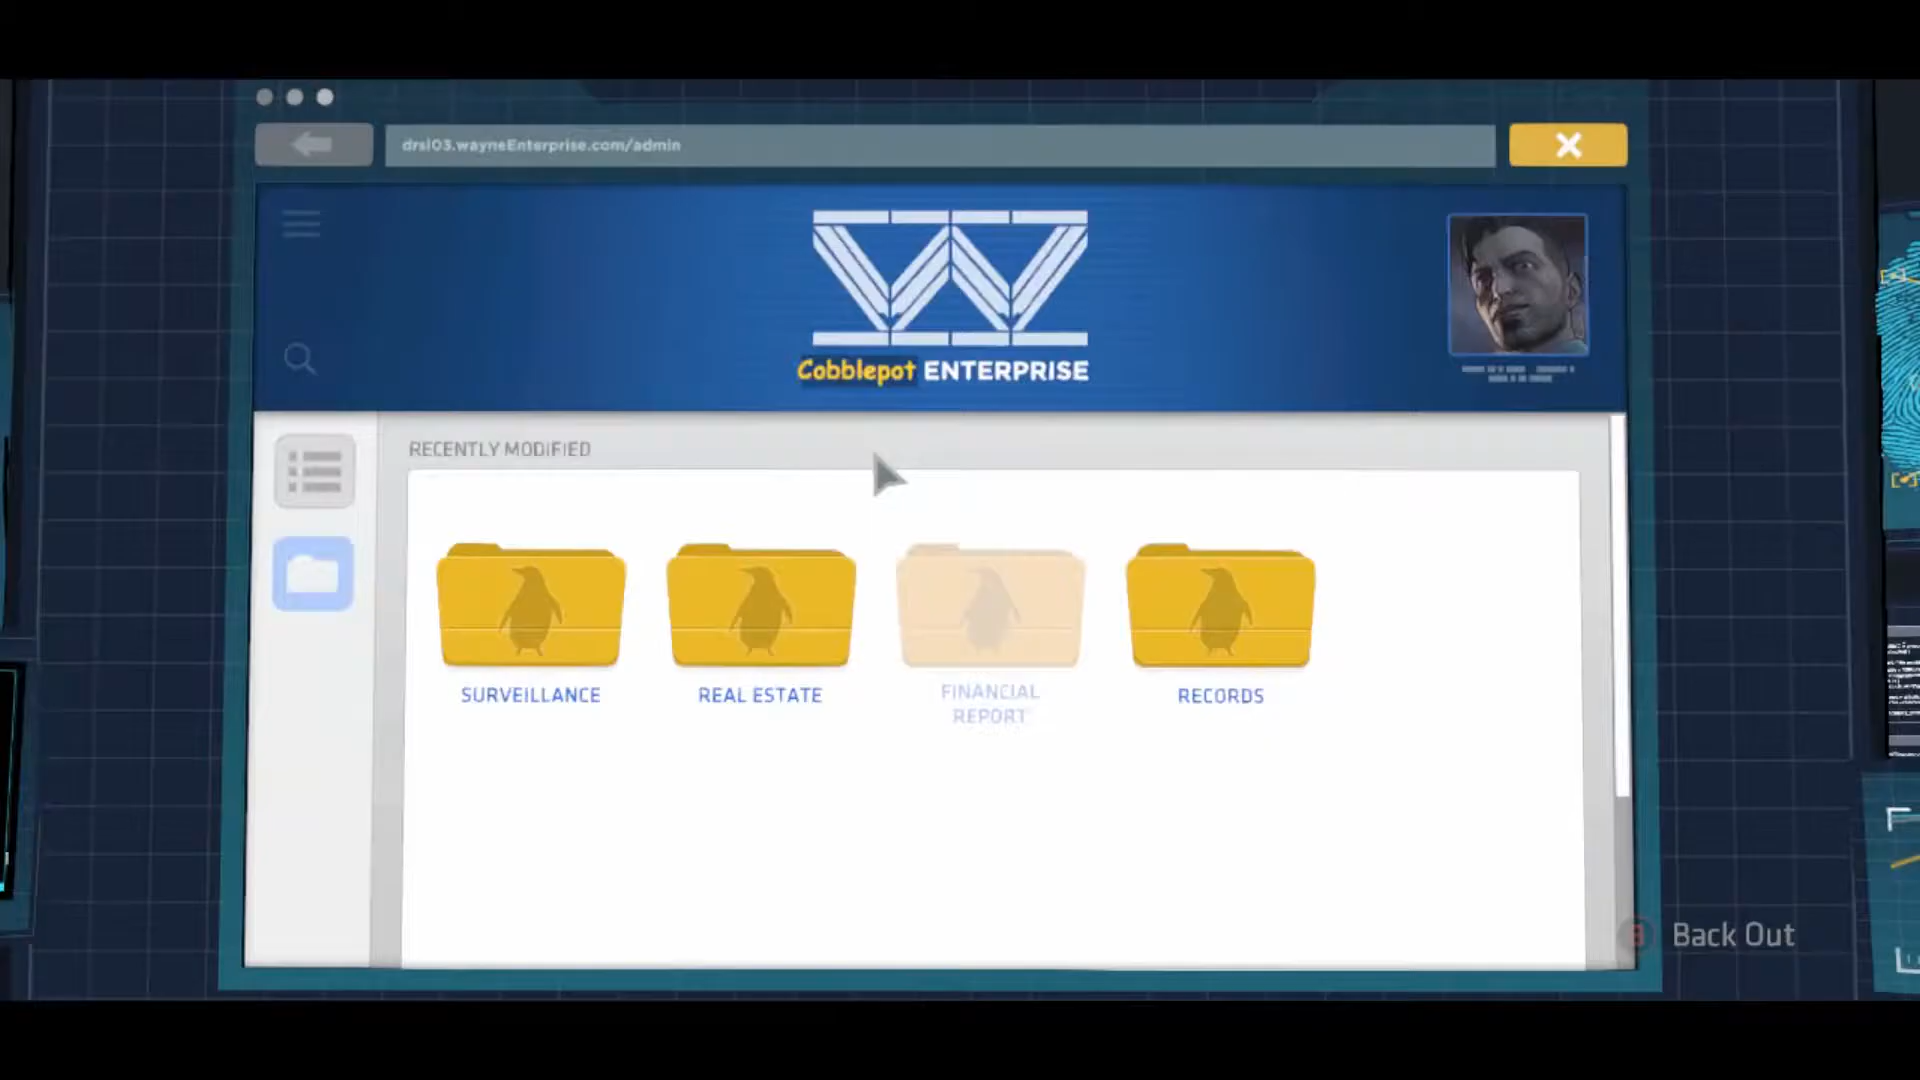 drsl03.wayneEnterprise.com/admin
Cobblepot ENTERPRISE
RECENTLY MODIFIED
SURVEILLANCE
REAL ESTATE
FINANCIAL
REPORT
RECORDS
B Back Out